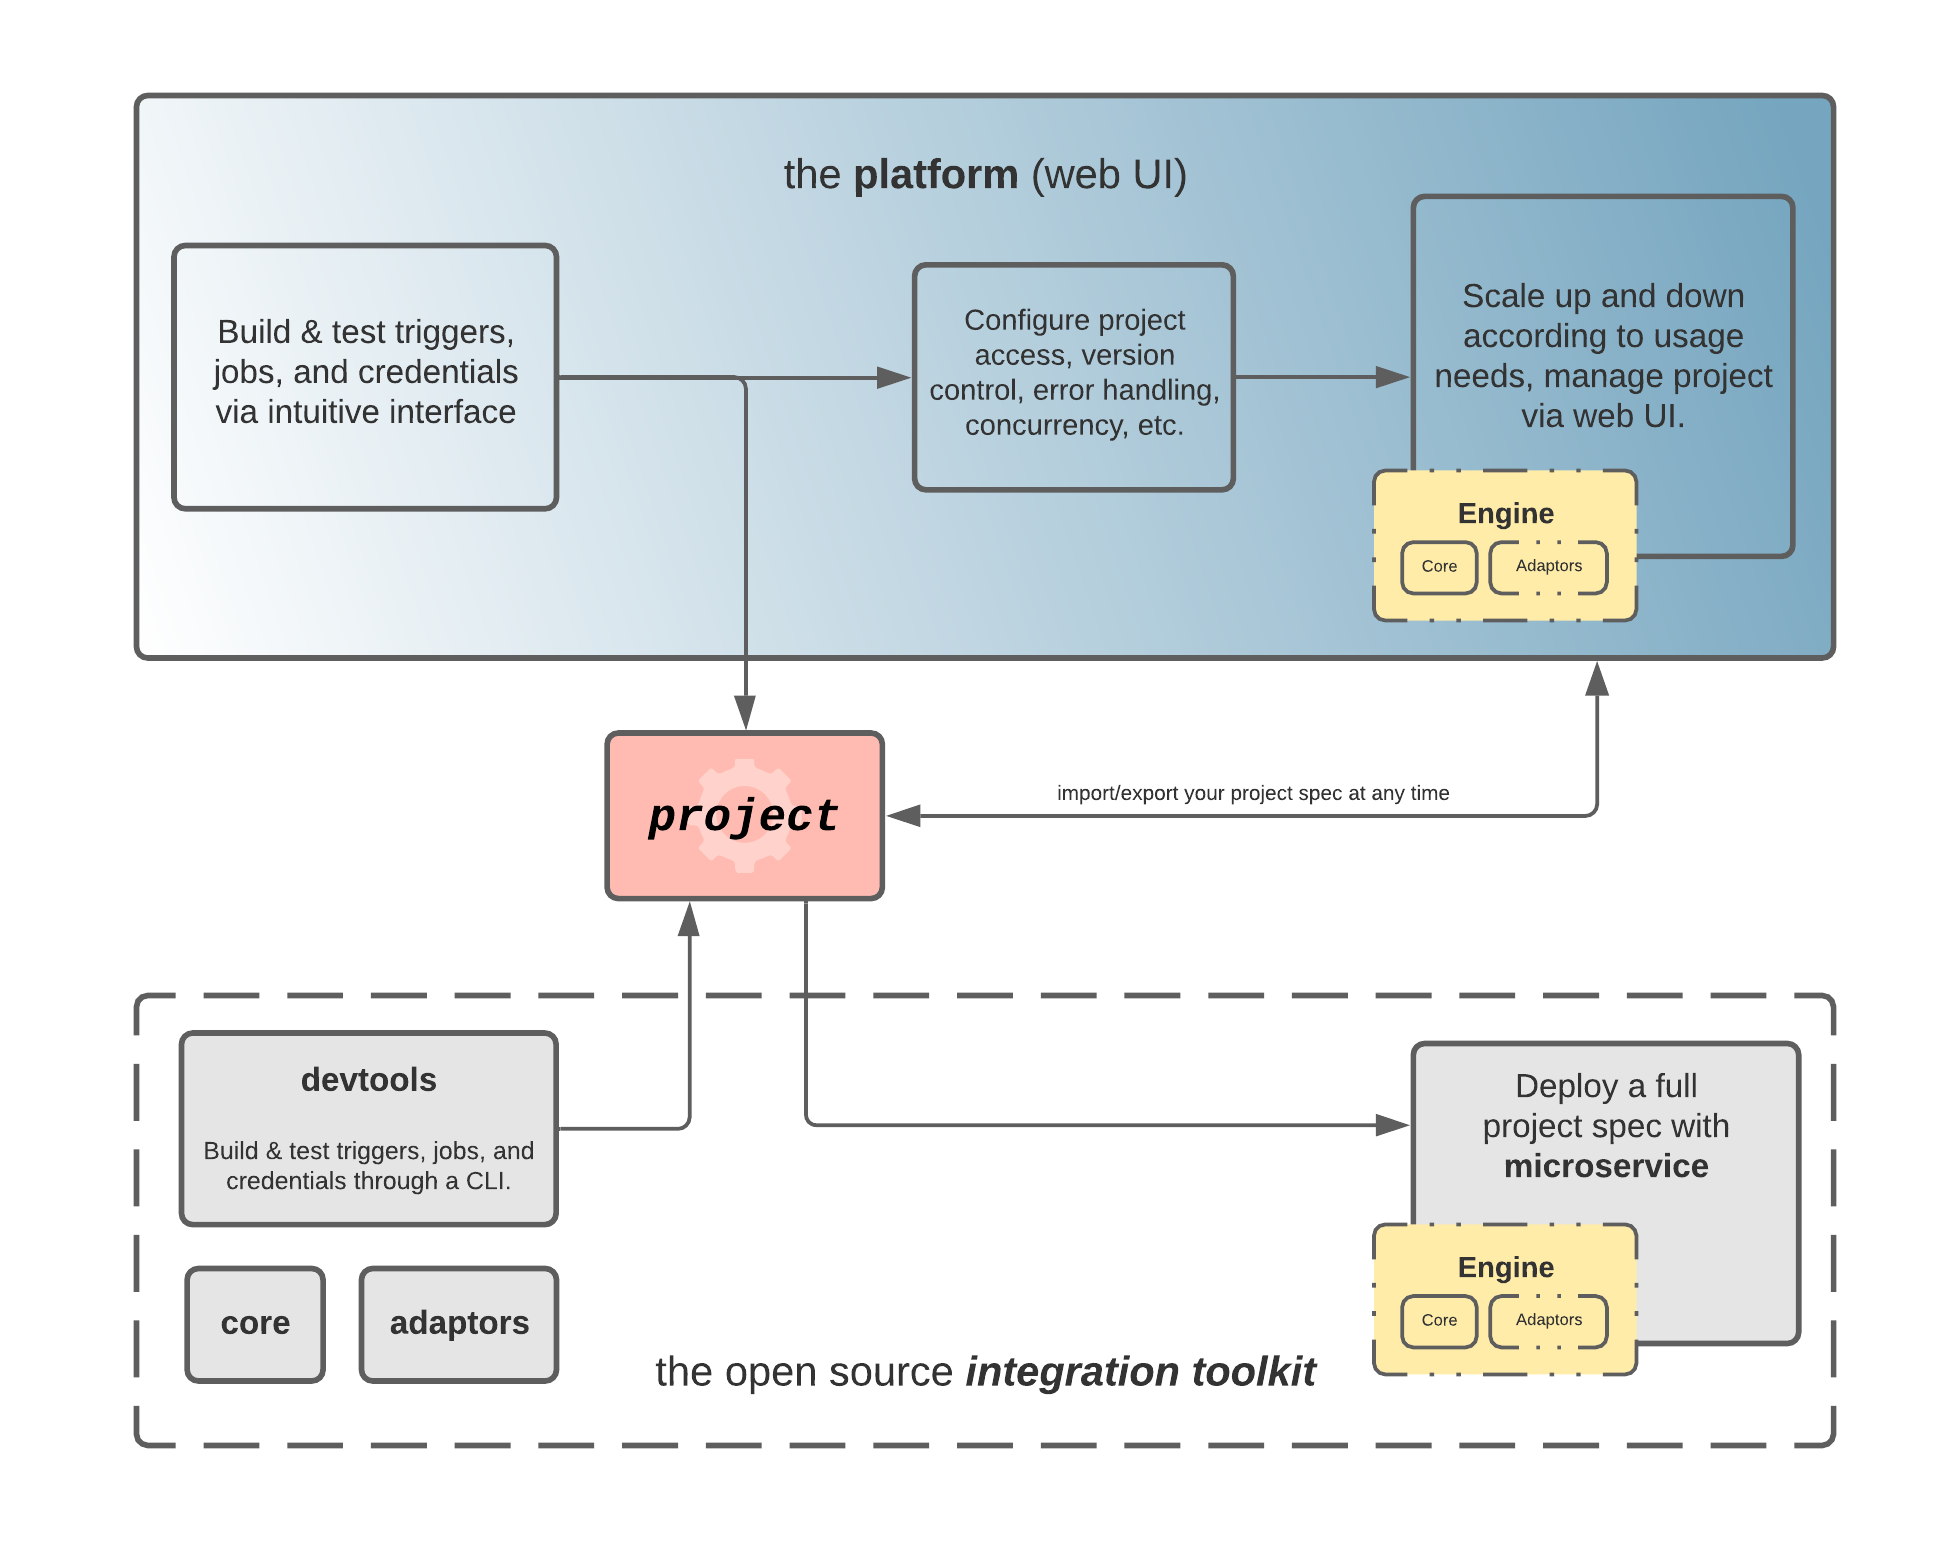 the platform (web UI)
Build & test triggers,
jobs, and credentials
via intuitive interface
Configure project
access, version
control, error handling,
concurrency, etc.
Scale up and down
according to usage
needs, manage project
via web UI.
Engine
Core
Adaptors
project
import/export your project spec at any time
devtools
Build & test triggers, jobs, and
credentials through a CLI.
core
adaptors
the open source integration toolkit
Deploy a full
project spec with
microservice
Engine
Core
Adaptors